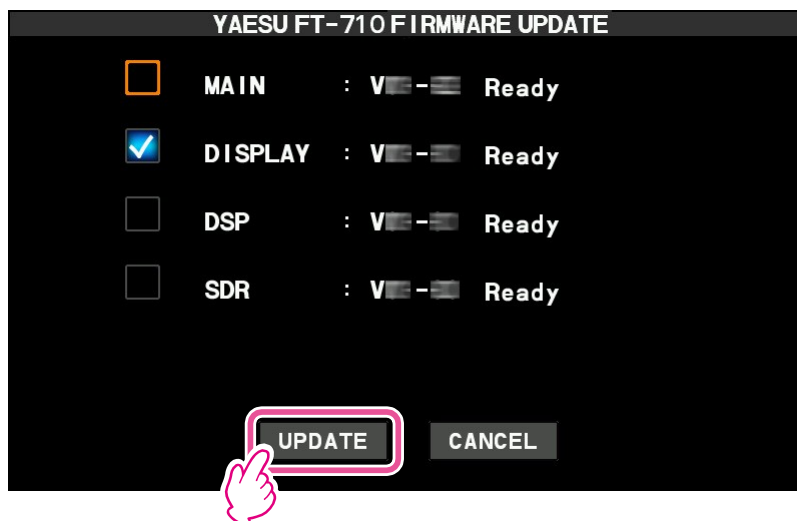 YAESU FT-710 FIRMWARE UPDATE
MAIN : V - Ready
DISPLAY : V - Ready
DSP : V - Ready
SDR : V - Ready
UPDATE CANCEL